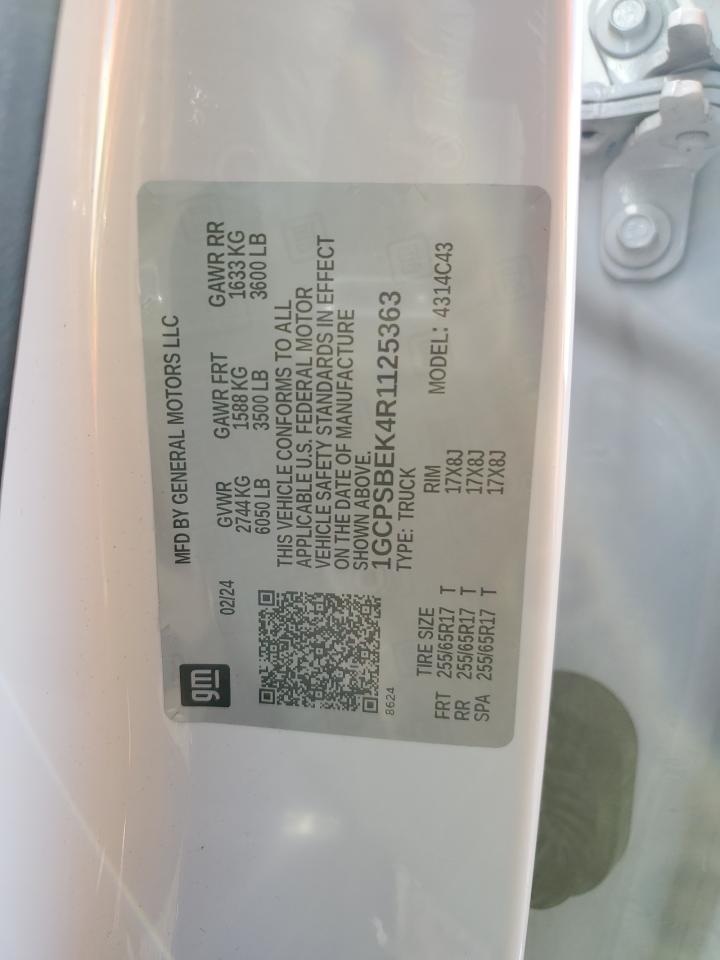 gm
02/24
MFD BY GENERAL MOTORS LLC
GVWR GAWR FRT GAWR RR
2744 KG 1588 KG 1633 KG
6050 LB 3500 LB 3600 LB
THIS VEHICLE CONFORMS TO ALL
APPLICABLE U.S. FEDERAL MOTOR
VEHICLE SAFETY STANDARDS IN EFFECT
ON THE DATE OF MANUFACTURE
SHOWN ABOVE.
1GCPSBEK4R1125363
8624
TYPE: TRUCK
TIRE SIZE RIM MODEL: 4314C43
FRT 255/65R17 T 17X8J
RR 255/65R17 T 17X8J
SPA 255/65R17 T 17X8J